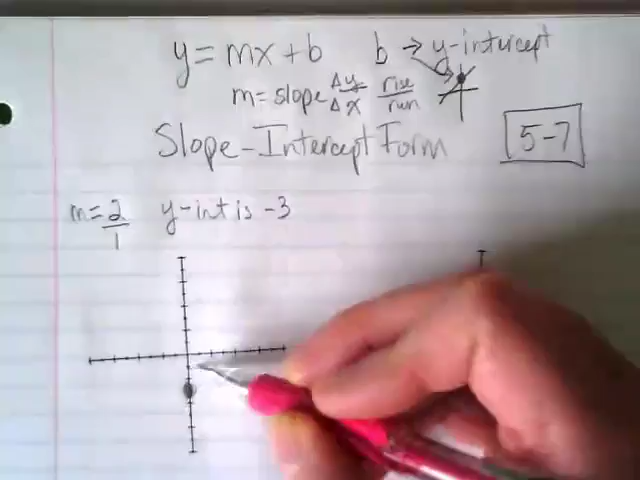 y = mx + b b → y-intercept
m = slope Δy/Δx rise/run
Slope-Intercept Form 5-7
m = 2/1 y-int is -3